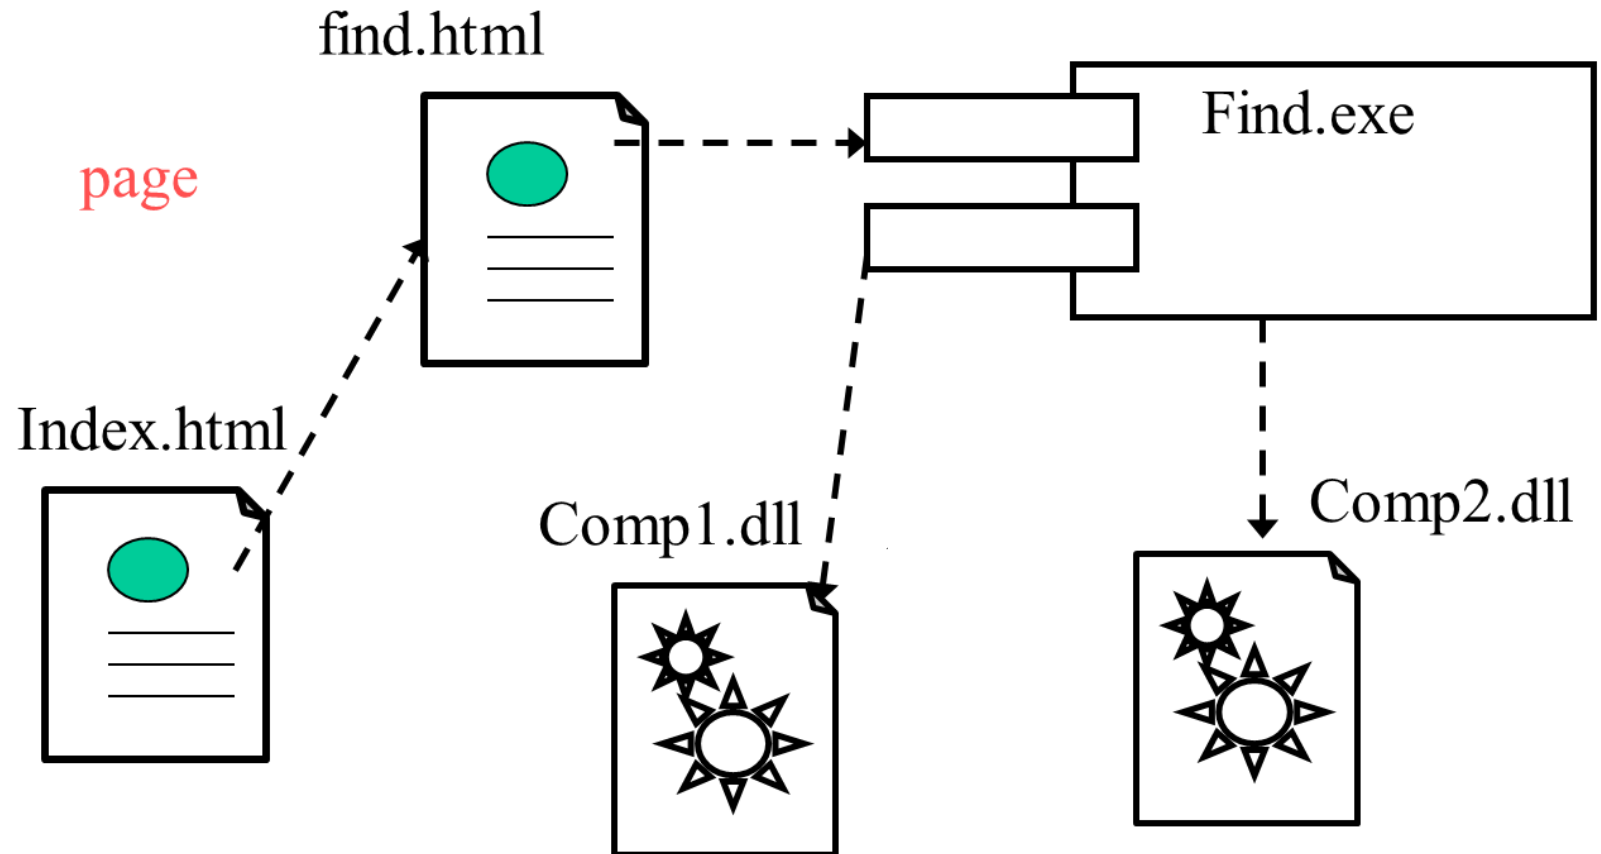 find.html
Find.exe
page
Index.html
Comp1.dll
Comp2.dll